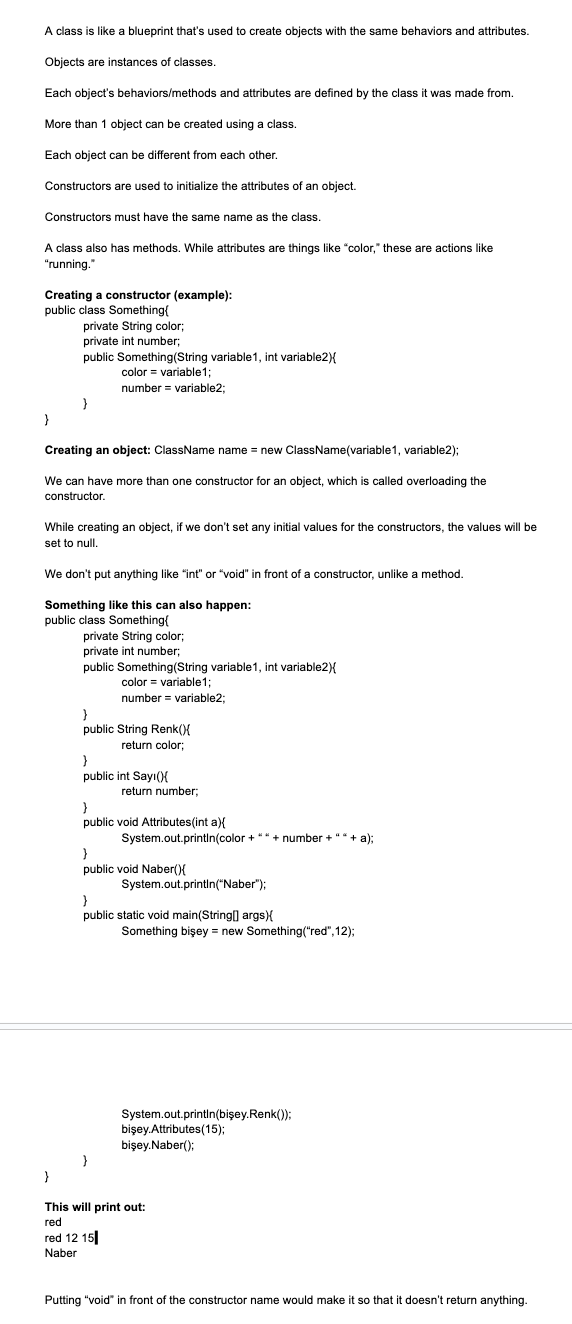 A class is like a blueprint that's used to create objects with the same behaviors and attributes.
Objects are instances of classes.
Each object's behaviors/methods and attributes are defined by the class it was made from.
More than 1 object can be created using a class.
Each object can be different from each other.
Constructors are used to initialize the attributes of an object.
Constructors must have the same name as the class.
A class also has methods. While attributes are things like “color,” these are actions like
“running.”
Creating a constructor (example):
public class Something{
private String color;
private int number;
public Something(String variable1, int variable2){
color = variable1;
number = variable2;
}
}
Creating an object: ClassName name = new ClassName(variable1, variable2);
We can have more than one constructor for an object, which is called overloading the
constructor.
While creating an object, if we don't set any initial values for the constructors, the values will be
set to null.
We don't put anything like “int” or “void” in front of a constructor, unlike a method.
Something like this can also happen:
public class Something{
private String color;
private int number;
public Something(String variable1, int variable2){
color = variable1;
number = variable2;
}
public String Renk(){
return color;
}
public int Sayı(){
return number;
}
public void Attributes(int a){
System.out.println(color + “ “ + number + “ “ + a);
}
public void Naber(){
System.out.println(“Naber”);
}
public static void main(String[] args){
Something bişey = new Something(“red”,12);
System.out.println(bişey.Renk());
bişey.Attributes(15);
bişey.Naber();
}
}
This will print out:
red
red 12 15
Naber
Putting “void” in front of the constructor name would make it so that it doesn't return anything.